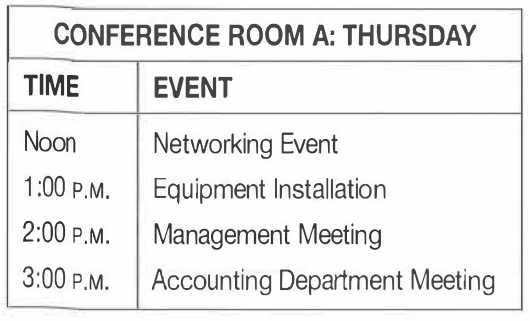 CONFERENCE ROOM A: THURSDAY
TIME EVENT
Noon Networking Event
1:00 P.M. Equipment Installation
2:00 P.M. Management Meeting
3:00 P.M. Accounting Department Meeting